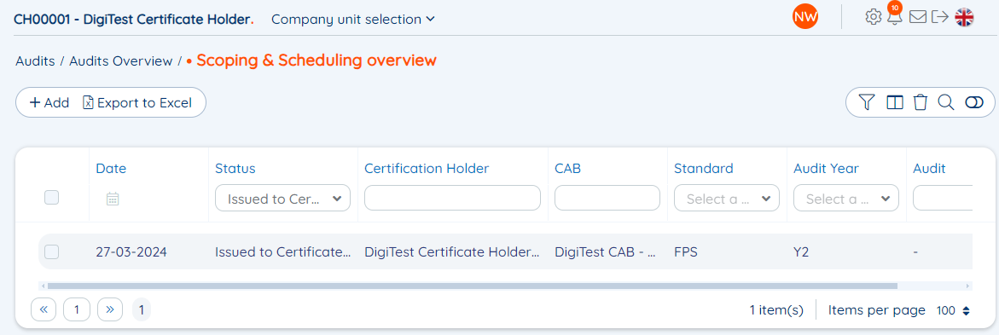 CH00001 - DigiTest Certificate Holder. Company unit selection NW 10
Audits / Audits Overview / • Scoping & Scheduling overview
+ Add Export to Excel
Date Status Certification Holder CAB Standard Audit Year Audit
Issued to Cer... Select a ... Select a ...
27-03-2024 Issued to Certificate... DigiTest Certificate Holder... DigiTest CAB - ... FPS Y2 -
« 1 » 1 1 item(s) Items per page 100